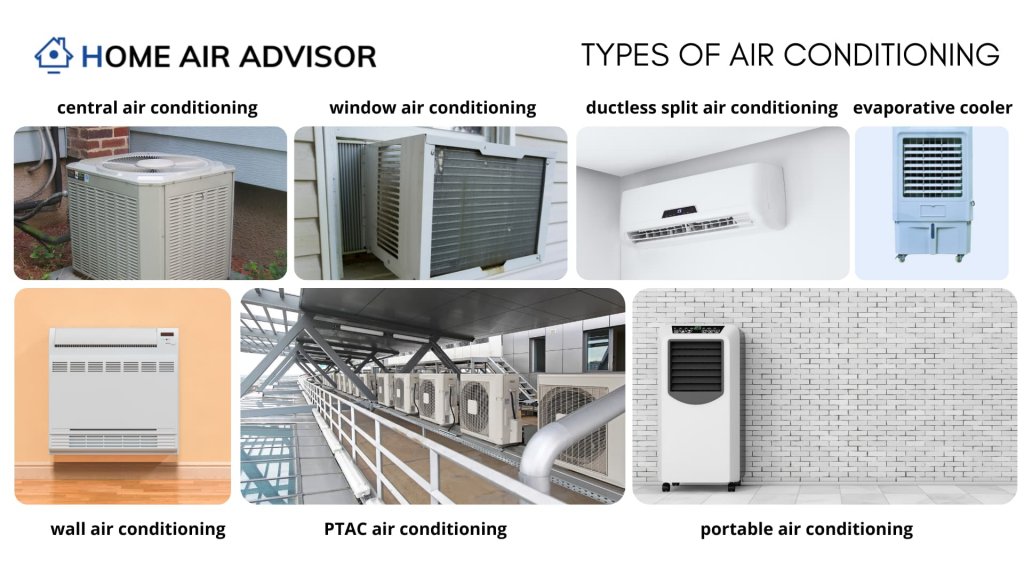 HOME AIR ADVISOR
TYPES OF AIR CONDITIONING
central air conditioning
window air conditioning
ductless split air conditioning
evaporative cooler
wall air conditioning
PTAC air conditioning
portable air conditioning